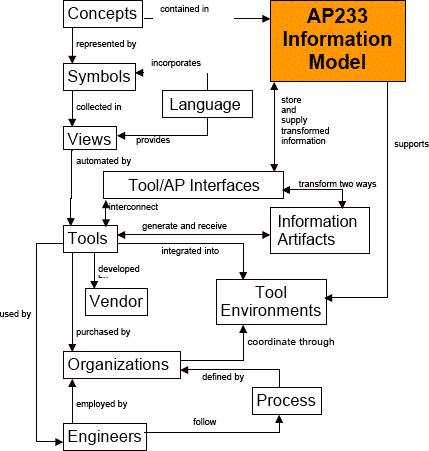 Concepts
contained in
AP233
Information
Model
represented by
Symbols
incorporates
Language
collected in
store
and
supply
transformed
information
Views
provides
supports
automated by
Tool/AP Interfaces
transform two ways
interconnect
Information
Artifacts
generate and receive
Tools
integrated into
developed
Vendor
Tool
Environments
used by
purchased by
coordinate through
Organizations
defined by
Process
employed by
follow
Engineers